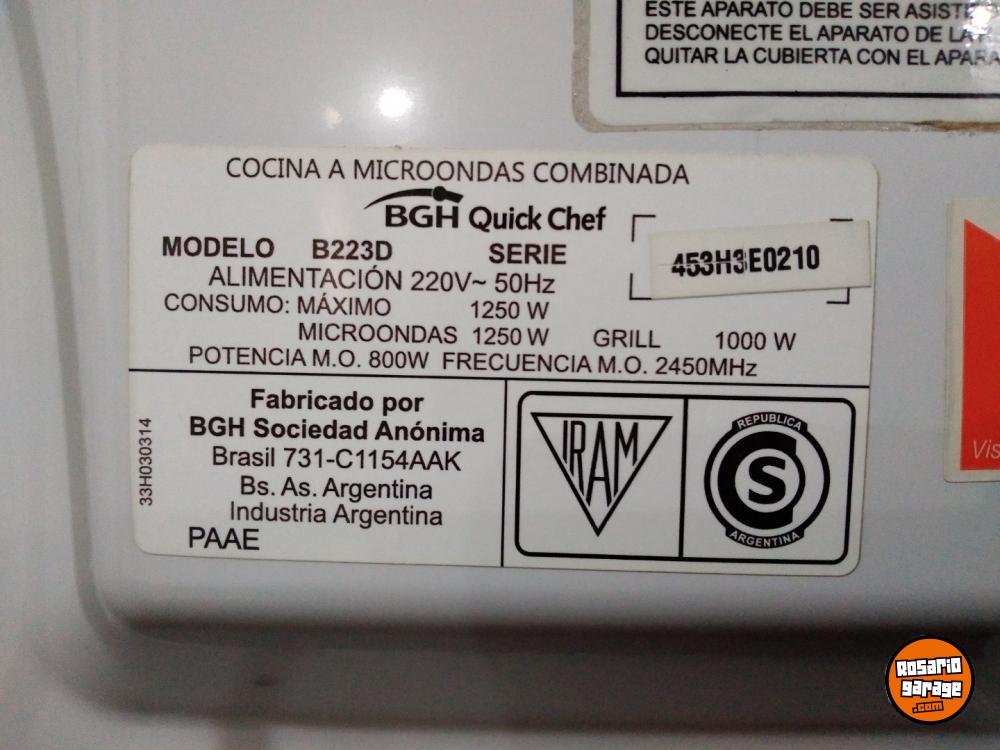 ESTE APARATO DEBE SER
DESCONECTE EL APARATO DE LA
QUITAR LA CUBIERTA CON EL
COCINA A MICROONDAS COMBINADA
BGH Quick Chef
MODELO B223D SERIE 453H3E0210
ALIMENTACIÓN 220V~ 50Hz
CONSUMO: MÁXIMO 1250 W
MICROONDAS 1250 W GRILL 1000 W
POTENCIA M.O. 800W FRECUENCIA M.O. 2450MHz
Fabricado por
BGH Sociedad Anónima
Brasil 731-C1154AAK
Bs. As. Argentina
Industria Argentina
PAAE
33H030314
IRAM
REPUBLICA
S
ARGENTINA
Rosario
garage
.com